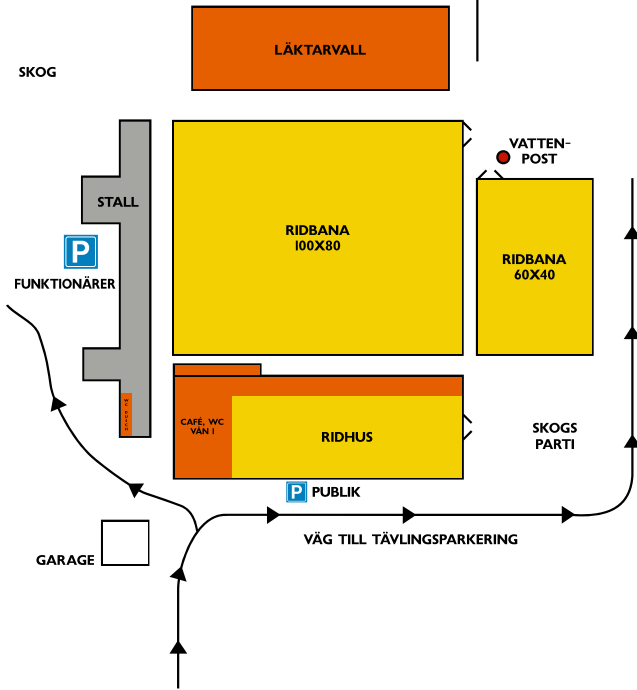 LÄKTARVALL
SKOG
VATTEN-
POST
STALL
RIDBANA
100X80
P
RIDBANA
60X40
FUNKTIONÄRER
CAFÉ, WC
VÅN 1
RIDHUS
SKOGS
PARTI
P PUBLIK
VÄG TILL TÄVLINGSPARKERING
GARAGE